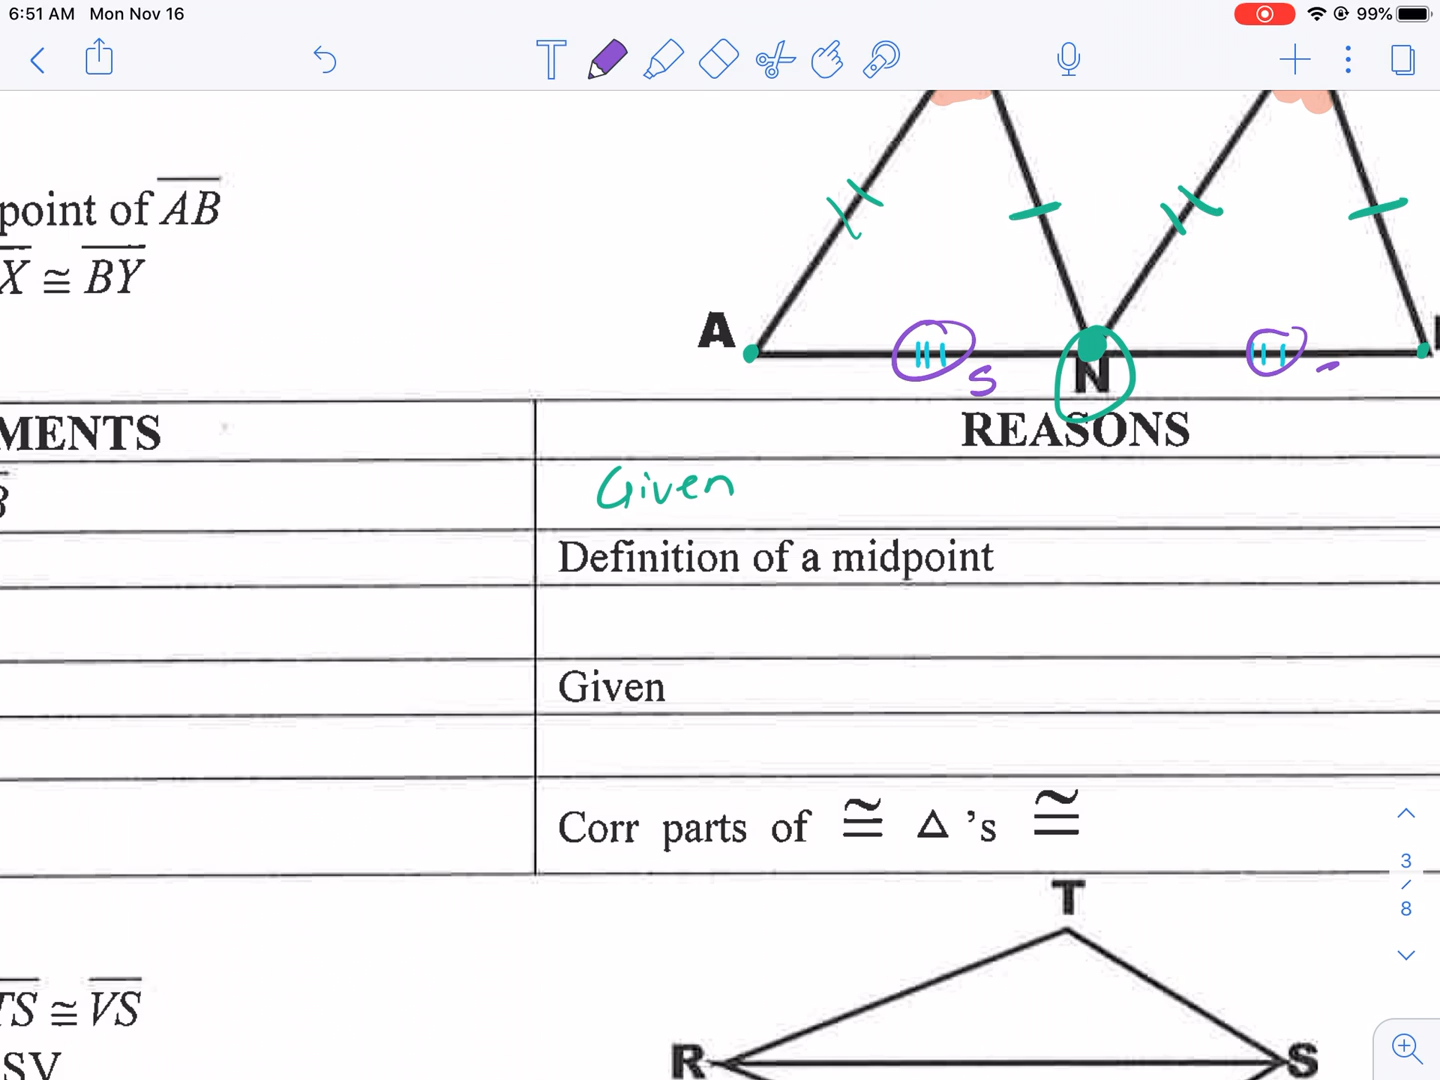 6:51 AM Mon Nov 16
99%
point of AB
X ≅ BY
A
S
N
MENTS
REASONS
Given
Definition of a midpoint
Given
Corr parts of ≅ △ 's ≅
3
/
8
T
TS ≅ VS
R
S
SV